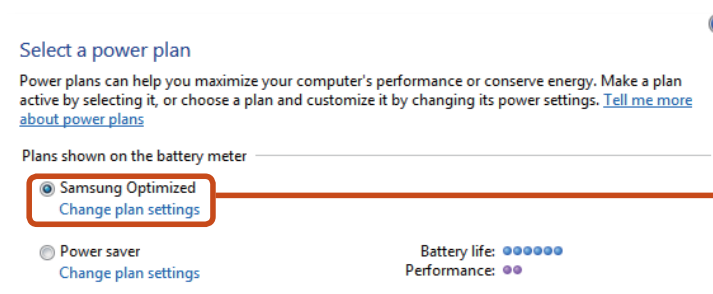 Select a power plan
Power plans can help you maximize your computer's performance or conserve energy. Make a plan
active by selecting it, or choose a plan and customize it by changing its power settings. Tell me more
about power plans
Plans shown on the battery meter
Samsung Optimized
Change plan settings
Power saver Battery life:
Change plan settings Performance: